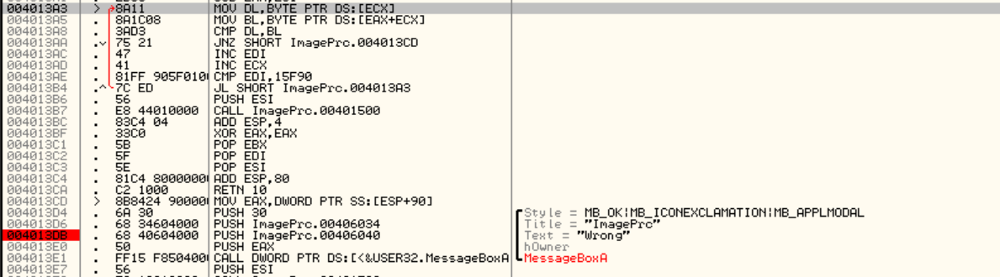 004013A3 > 8A11 MOV DL,BYTE PTR DS:[ECX]
004013A5 . 8A1C08 MOV BL,BYTE PTR DS:[EAX+ECX]
004013A8 . 3AD3 CMP DL,BL
004013AA .v 75 21 JNZ SHORT ImagePrc.004013CD
004013AC . 47 INC EDI
004013AD . 41 INC ECX
004013AE . 81FF 905F0100 CMP EDI,15F90
004013B4 .^ 7C ED JL SHORT ImagePrc.004013A3
004013B6 . 56 PUSH ESI
004013B7 . E8 44010000 CALL ImagePrc.00401500
004013BC . 83C4 04 ADD ESP,4
004013BF . 33C0 XOR EAX,EAX
004013C1 . 5B POP EBX
004013C2 . 5F POP EDI
004013C3 . 5E POP ESI
004013C4 . 81C4 80000000 ADD ESP,80
004013CA . C2 1000 RETN 10
004013CD > 8B8424 90000 MOV EAX,DWORD PTR SS:[ESP+90]
004013D4 . 6A 30 PUSH 30 Style = MB_OK|MB_ICONEXCLAMATION|MB_APPLMODAL
004013D6 . 68 34604000 PUSH ImagePrc.00406034 Title = "ImagePrc"
004013DB . 68 40604000 PUSH ImagePrc.00406040 Text = "Wrong"
004013E0 . 50 PUSH EAX hOwner
004013E1 . FF15 F8504000 CALL DWORD PTR DS:[<&USER32.MessageBoxA MessageBoxA
004013E7 . 56 PUSH ESI